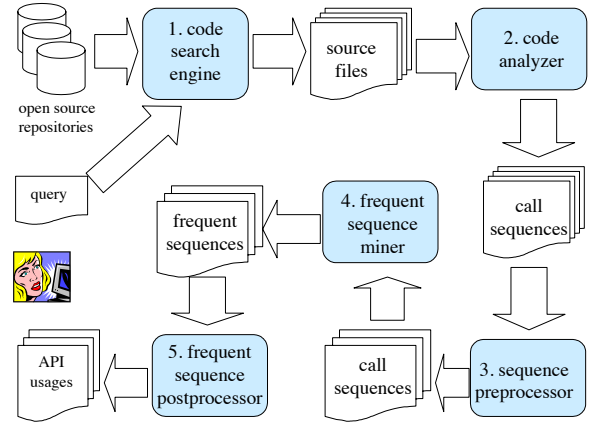 1. code
search
engine
source
files
2. code
analyzer
open source
repositories
query
frequent
sequences
4. frequent
sequence
miner
call
sequences
API
usages
5. frequent
sequence
postprocessor
call
sequences
3. sequence
preprocessor